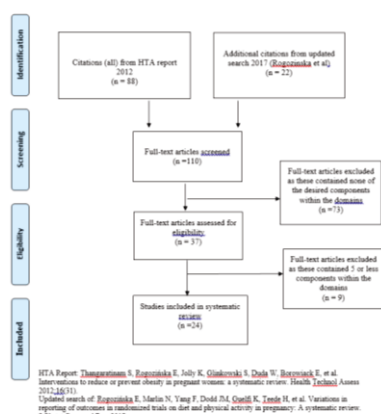 Identification
Citations (all) from HTA report
2012
(n = 88)
Additional citations from updated
search 2017 (Rogozinska et al)
(n = 22)
Screening
Full-text articles screened
(n =110)
Full-text articles excluded
as these contained none of
the desired components
within the domains
(n =73)
Eligibility
Full-text articles assessed for
eligibility
(n = 37)
Full-text articles excluded
as these contained 5 or less
components within the
domains
(n = 9)
Included
Studies included in systematic
review
(n =24)
HTA Report: Thangaratinam S, Rogozińska E, Jolly K, Glinkowski S, Duda W, Borowiack E, et al.
Interventions to reduce or prevent obesity in pregnant women: a systematic review. Health Technol Assess
2012;16(31).
Updated search of: Rogozińska E, Marlin N, Yang F, Dodd JM, Guelfi K, Teede H, et al. Variations in
reporting of outcomes in randomized trials on diet and physical activity in pregnancy: A systematic review.